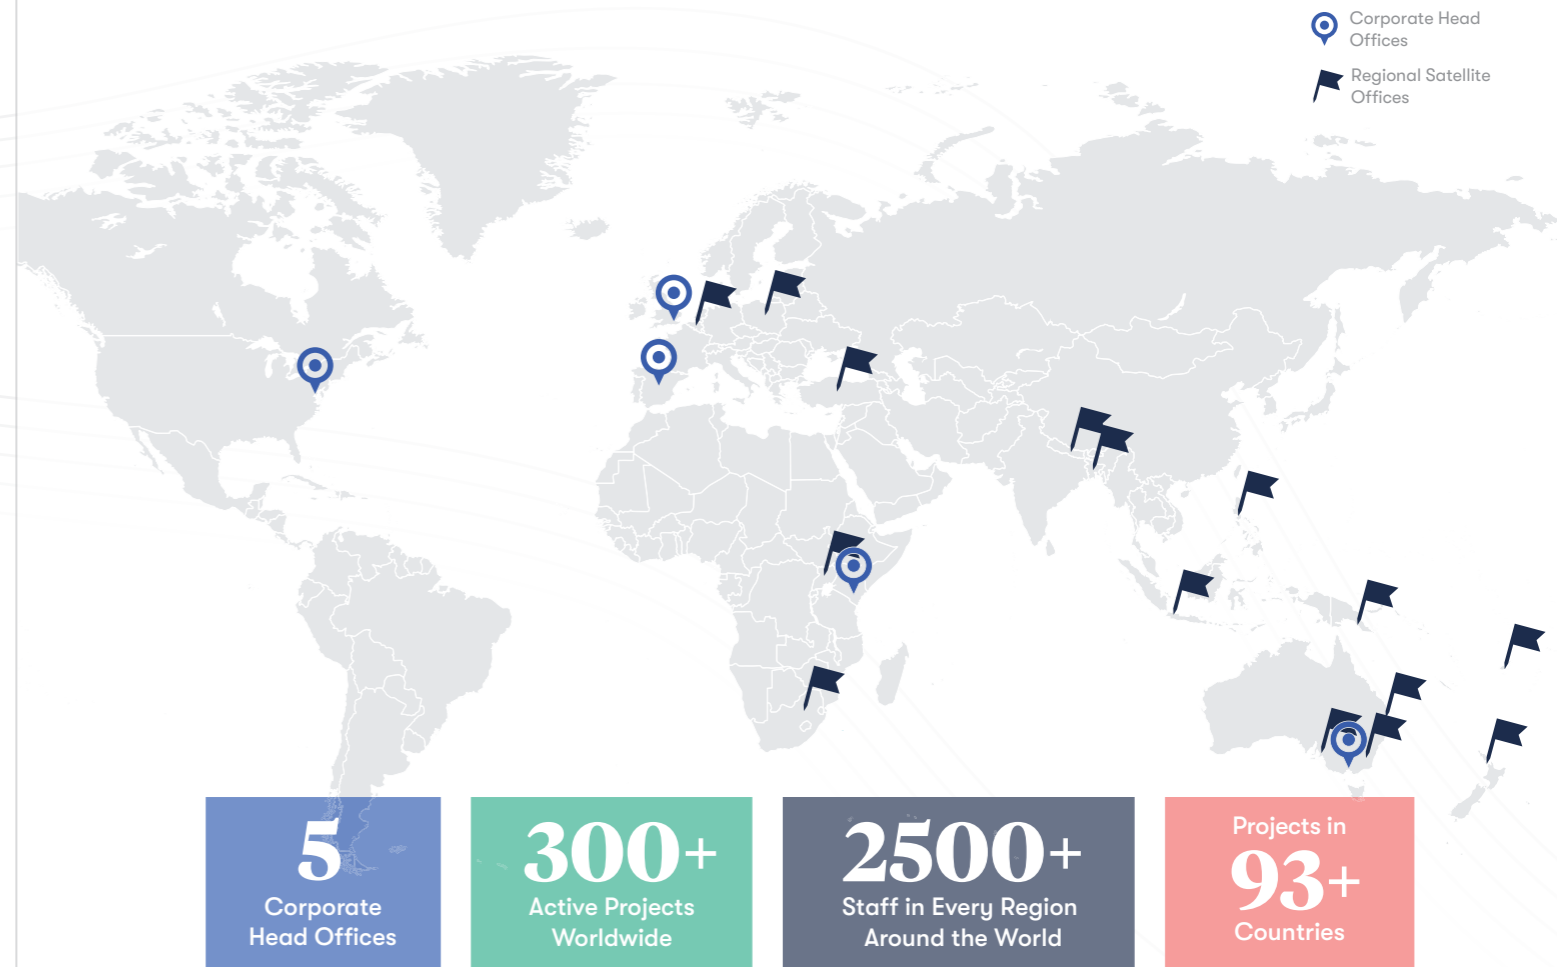 Corporate Head
Offices
Regional Satellite
Offices
5
Corporate
Head Offices
300+
Active Projects
Worldwide
2500+
Staff in Every Region
Around the World
Projects in
93+
Countries